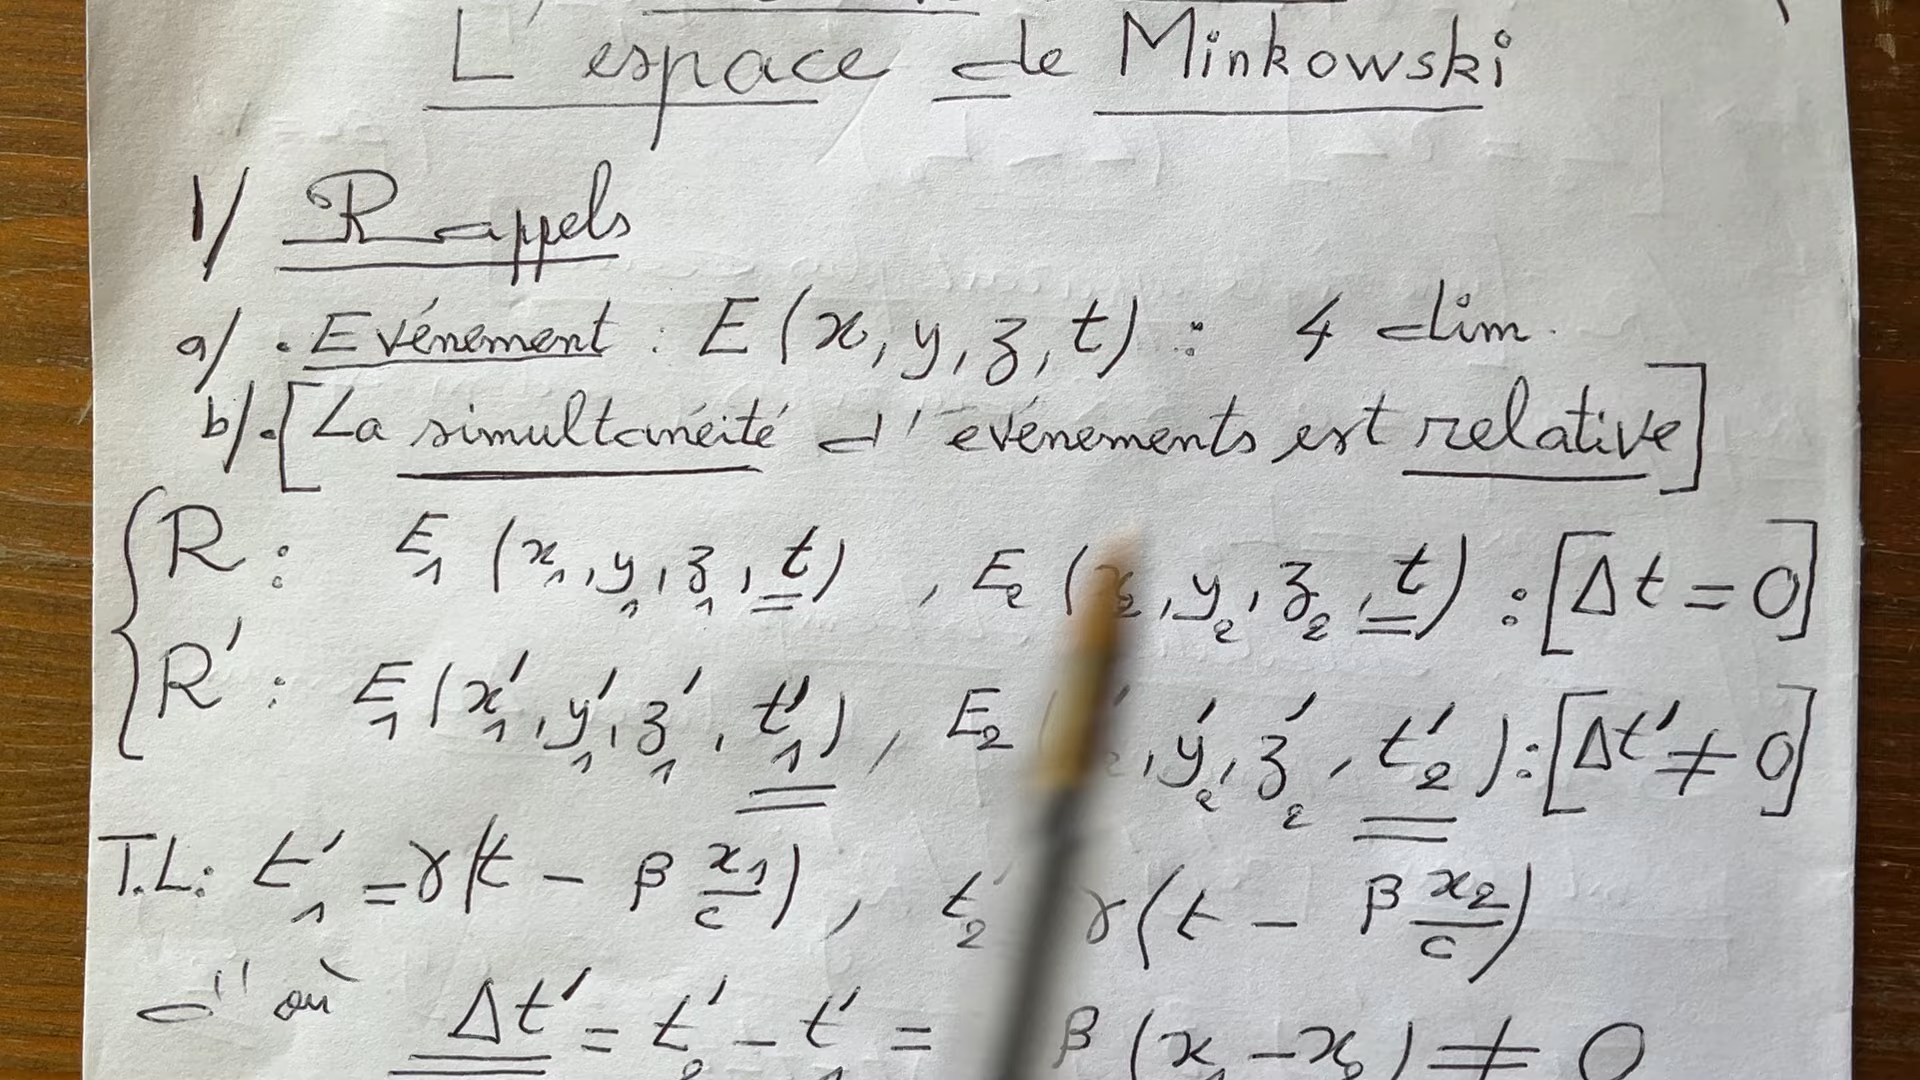 L'espace de Minkowski
1/ Rappels
a/ . Evénement : E(x, y, z, t) : 4 dim.
b/. [La simultanéité d'événements est relative]
R : E₁ (x₁, y₁, z₁, t) , E₂ (x₂, y₂, z₂, t) : [Δt = 0]
R' : E₁(x'₁, y'₁, z'₁, t'₁) , E₂ ( ' , y'₂, z'₂, t'₂) : [Δt' ≠ 0]
T.L: t'₁ = γ(t - β x₁/c) , t'₂ γ(t - β x₂/c)
d'où Δt' = t'₂ - t'₁ = β (x₁ - x₂) ≠ 0